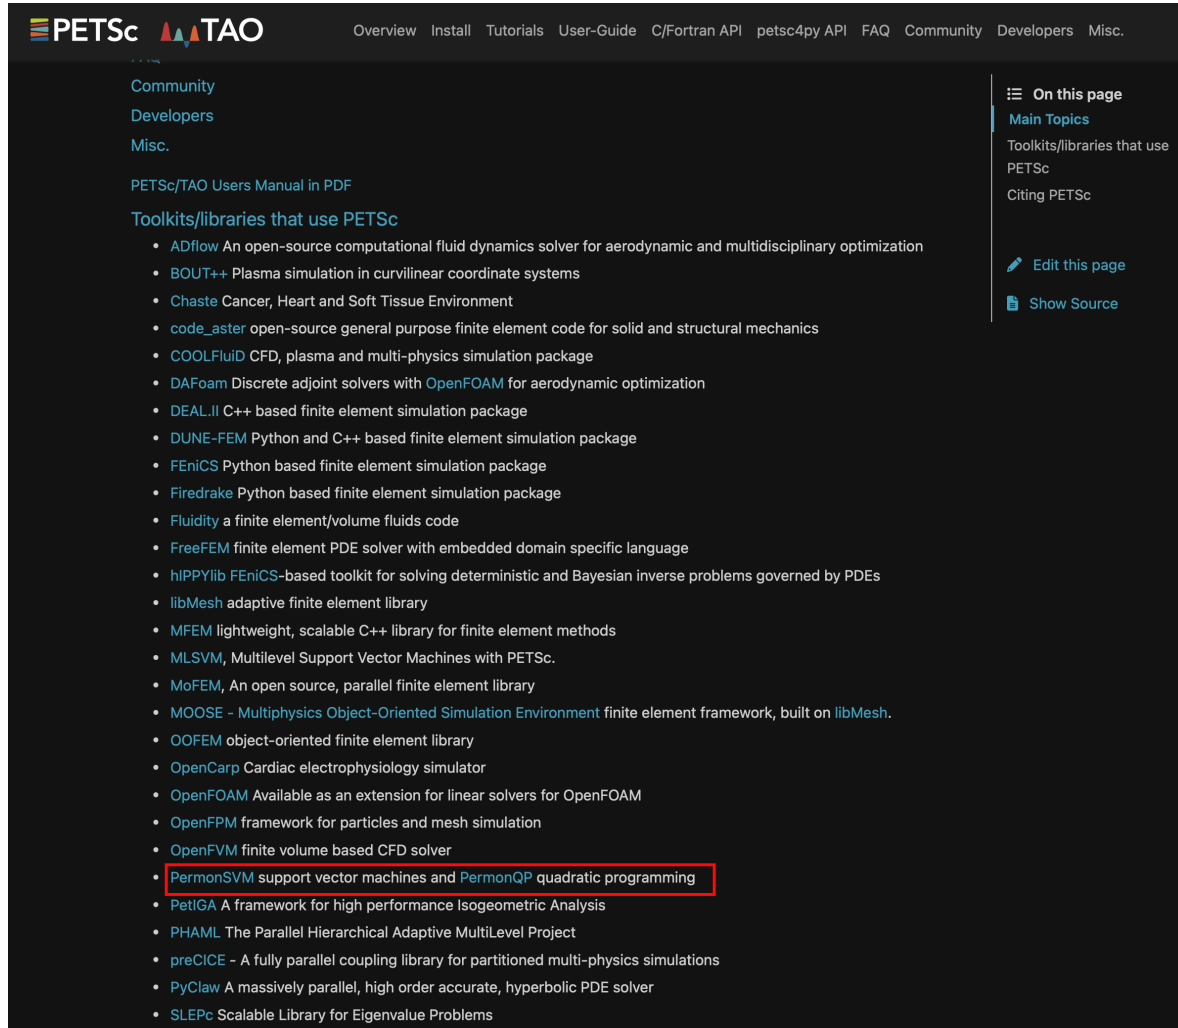 PETSc TAO
Overview Install Tutorials User-Guide C/Fortran API petsc4py API FAQ Community Developers Misc.
Community
Developers
Misc.
PETSc/TAO Users Manual in PDF
Toolkits/libraries that use PETSc
• ADflow An open-source computational fluid dynamics solver for aerodynamic and multidisciplinary optimization
• BOUT++ Plasma simulation in curvilinear coordinate systems
• Chaste Cancer, Heart and Soft Tissue Environment
• code_aster open-source general purpose finite element code for solid and structural mechanics
• COOLFluiD CFD, plasma and multi-physics simulation package
• DAFoam Discrete adjoint solvers with OpenFOAM for aerodynamic optimization
• DEAL.II C++ based finite element simulation package
• DUNE-FEM Python and C++ based finite element simulation package
• FEniCS Python based finite element simulation package
• Firedrake Python based finite element simulation package
• Fluidity a finite element/volume fluids code
• FreeFEM finite element PDE solver with embedded domain specific language
• hIPPYlib FEniCS-based toolkit for solving deterministic and Bayesian inverse problems governed by PDEs
• libMesh adaptive finite element library
• MFEM lightweight, scalable C++ library for finite element methods
• MLSVM, Multilevel Support Vector Machines with PETSc.
• MoFEM, An open source, parallel finite element library
• MOOSE - Multiphysics Object-Oriented Simulation Environment finite element framework, built on libMesh.
• OOFEM object-oriented finite element library
• OpenCarp Cardiac electrophysiology simulator
• OpenFOAM Available as an extension for linear solvers for OpenFOAM
• OpenFPM framework for particles and mesh simulation
• OpenFVM finite volume based CFD solver
• PermonSVM support vector machines and PermonQP quadratic programming
• PetIGA A framework for high performance Isogeometric Analysis
• PHAML The Parallel Hierarchical Adaptive MultiLevel Project
• preCICE - A fully parallel coupling library for partitioned multi-physics simulations
• PyClaw A massively parallel, high order accurate, hyperbolic PDE solver
• SLEPc Scalable Library for Eigenvalue Problems
On this page
Main Topics
Toolkits/libraries that use
PETSc
Citing PETSc
Edit this page
Show Source